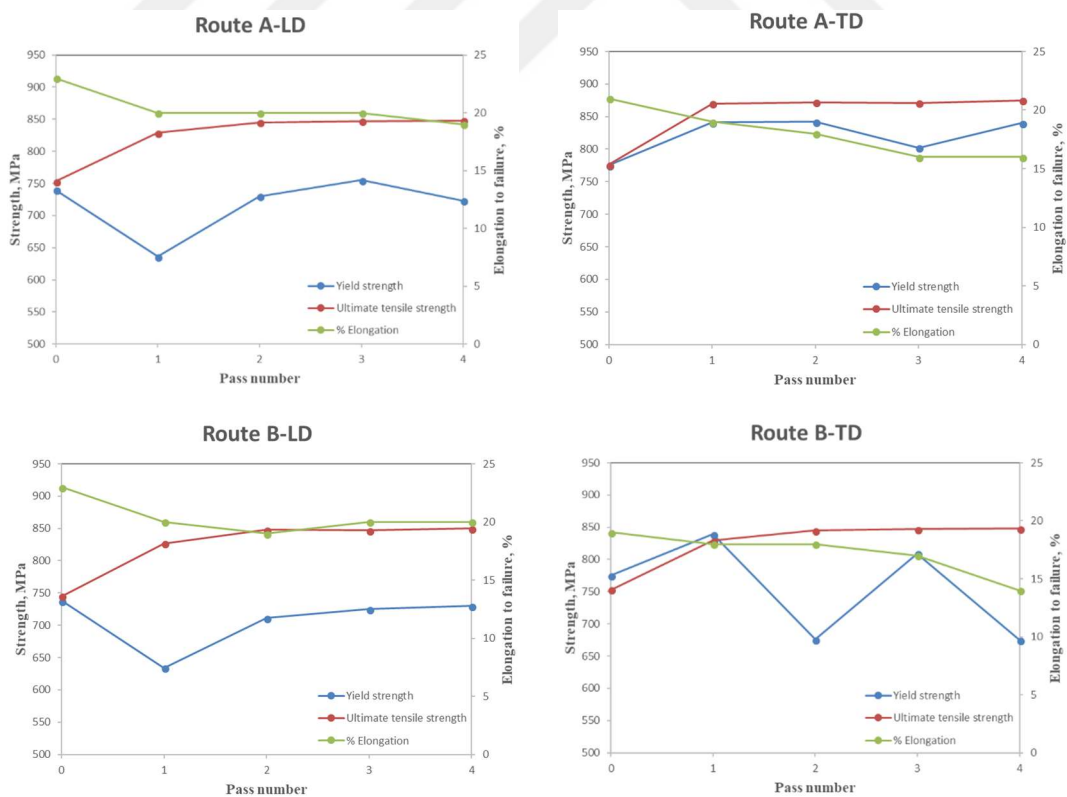 Route A-LD
950
900
850
800
750
700
650
600
550
500
25
20
15
10
5
0
Strength, MPa
Elongation to failure, %
Yield strength
Ultimate tensile strength
% Elongation
0 1 2 3 4
Pass number
Route A-TD
950
900
850
800
750
700
650
600
550
500
25
20
15
10
5
0
Strength, MPa
Elongation to failure, %
Yield strength
Ultimate tensile strength
% Elongation
0 1 2 3 4
Pass number
Route B-LD
950
900
850
800
750
700
650
600
550
500
25
20
15
10
5
0
Strength, MPa
Elongation to failure, %
Yield strength
Ultimate tensile strength
% Elongation
0 1 2 3 4
Pass number
Route B-TD
950
900
850
800
750
700
650
600
550
500
25
20
15
10
5
0
Strength, MPa
Elongation to failure, %
Yield strength
Ultimate tensile strength
% Elongation
0 1 2 3 4
Pass number